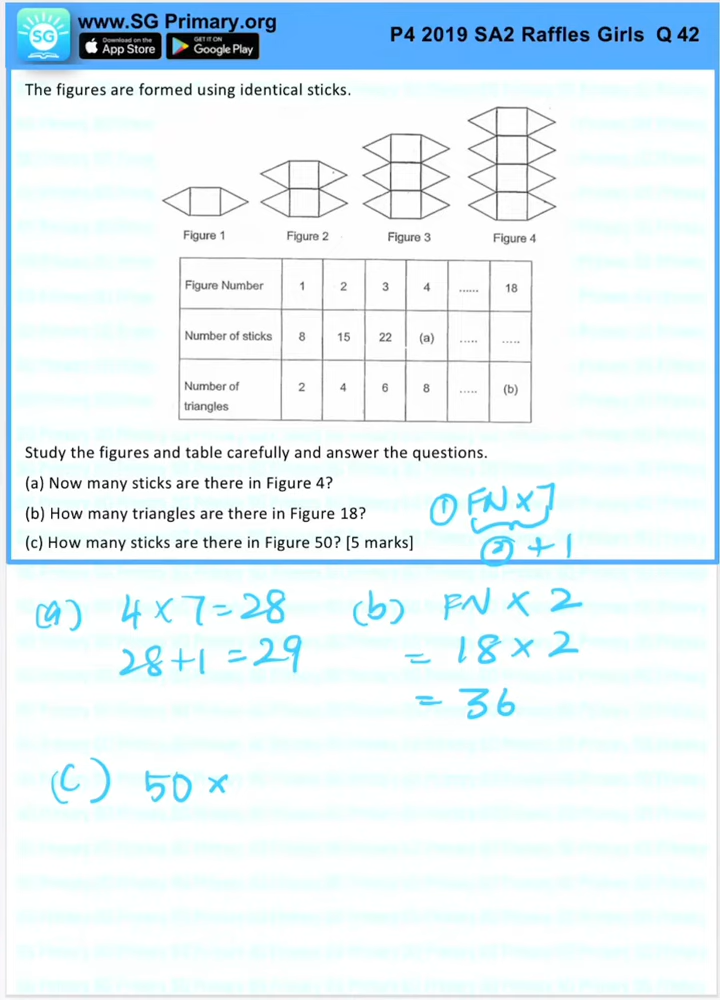 www.SG Primary.org
SG
Download on the App Store
GET IT ON Google Play
P4 2019 SA2 Raffles Girls Q 42
The figures are formed using identical sticks.
Figure 1 Figure 2 Figure 3 Figure 4
Figure Number 1 2 3 4 ...... 18
Number of sticks 8 15 22 (a) ..... .....
Number of triangles 2 4 6 8 ..... (b)
Study the figures and table carefully and answer the questions.
(a) Now many sticks are there in Figure 4?
(b) How many triangles are there in Figure 18?
(c) How many sticks are there in Figure 50? [5 marks]
① FN × 7
② + 1
(a) 4 × 7 = 28
28 + 1 = 29
(b) FN × 2
= 18 × 2
= 36
(c) 50 ×